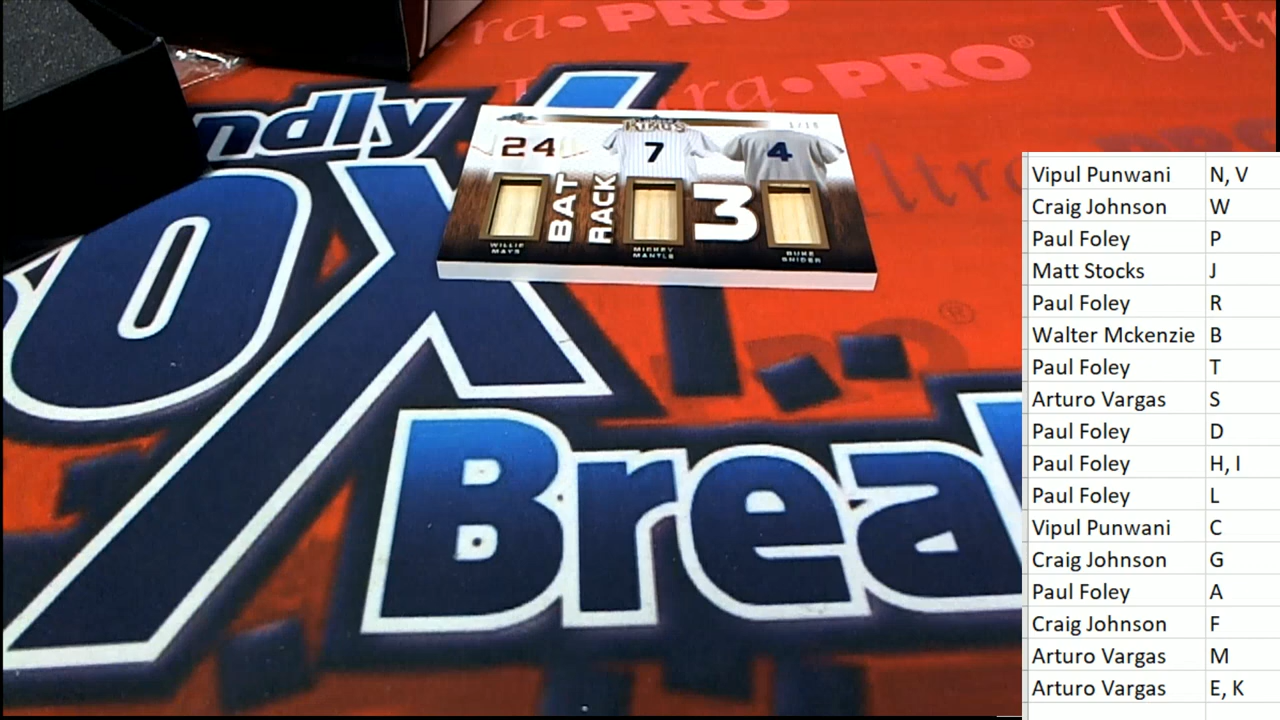 ra•PRO
Ultra•PRO®
Ultra
ndly
OX
Brea
24
7
4
BAT
RACK
3
WILLIE
MAYS
MICKEY
MANTLE
DUKE
SNIDER
Vipul Punwani N, V
Craig Johnson W
Paul Foley P
Matt Stocks J
Paul Foley R
Walter Mckenzie B
Paul Foley T
Arturo Vargas S
Paul Foley D
Paul Foley H, I
Paul Foley L
Vipul Punwani C
Craig Johnson G
Paul Foley A
Craig Johnson F
Arturo Vargas M
Arturo Vargas E, K